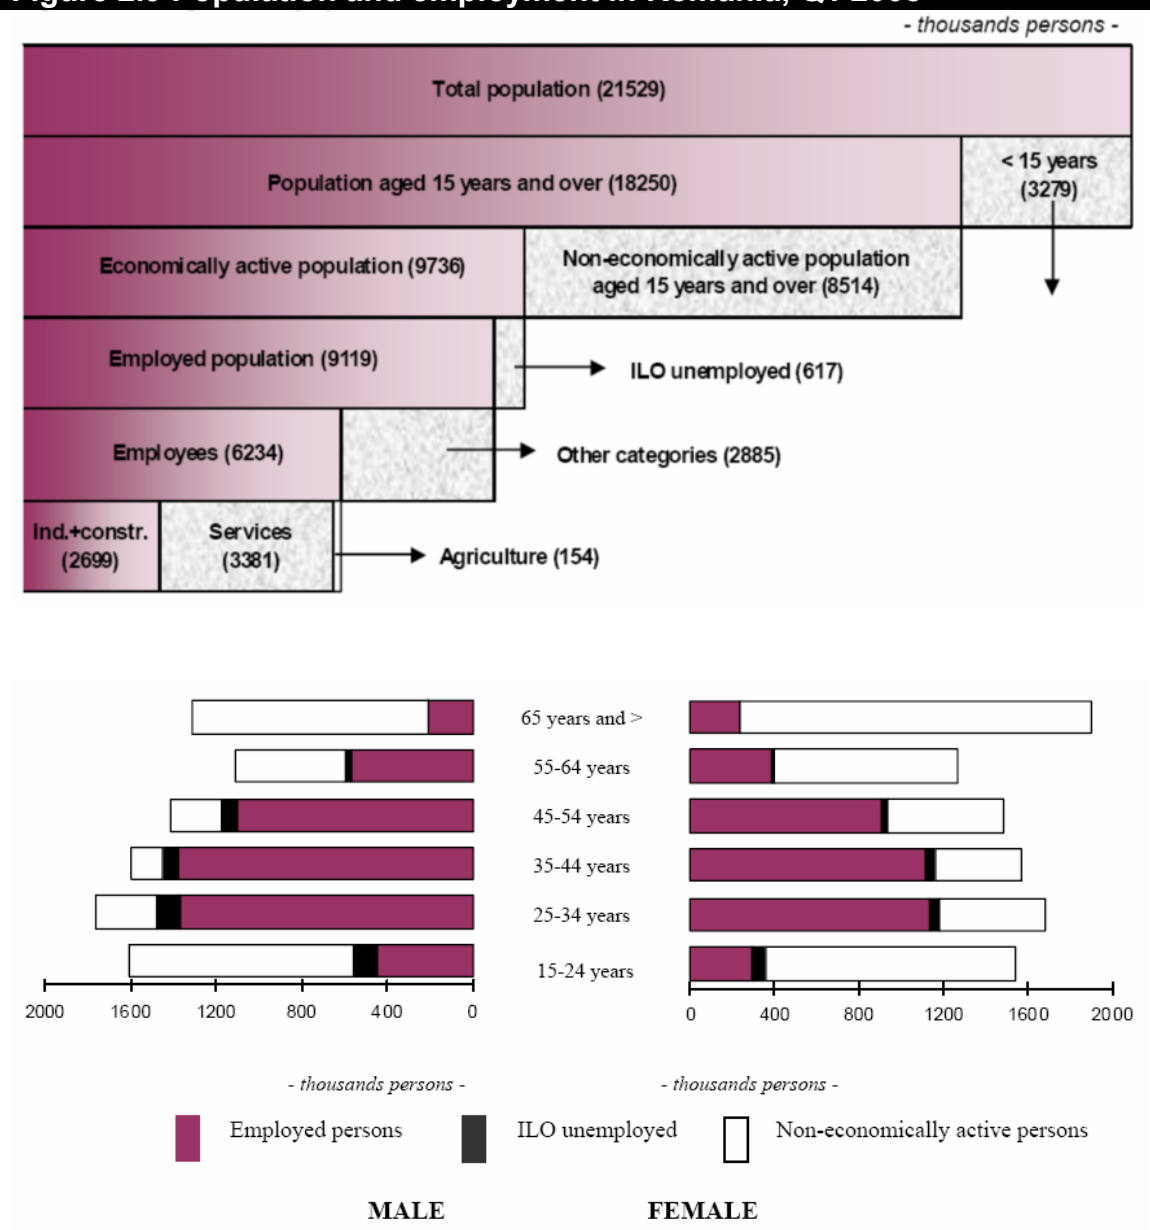 - thousands persons -
Total population (21529)
Population aged 15 years and over (18250)
< 15 years
(3279)
Economically active population (9736)
Non-economically active population
aged 15 years and over (8514)
Employed population (9119)
ILO unemployed (617)
Employees (6234)
Other categories (2885)
Ind.+constr.
(2699)
Services
(3381)
Agriculture (154)
65 years and >
55-64 years
45-54 years
35-44 years
25-34 years
15-24 years
2000 1600 1200 800 400 0
0 400 800 1200 1600 2000
- thousands persons - - thousands persons -
Employed persons ILO unemployed Non-economically active persons
MALE FEMALE